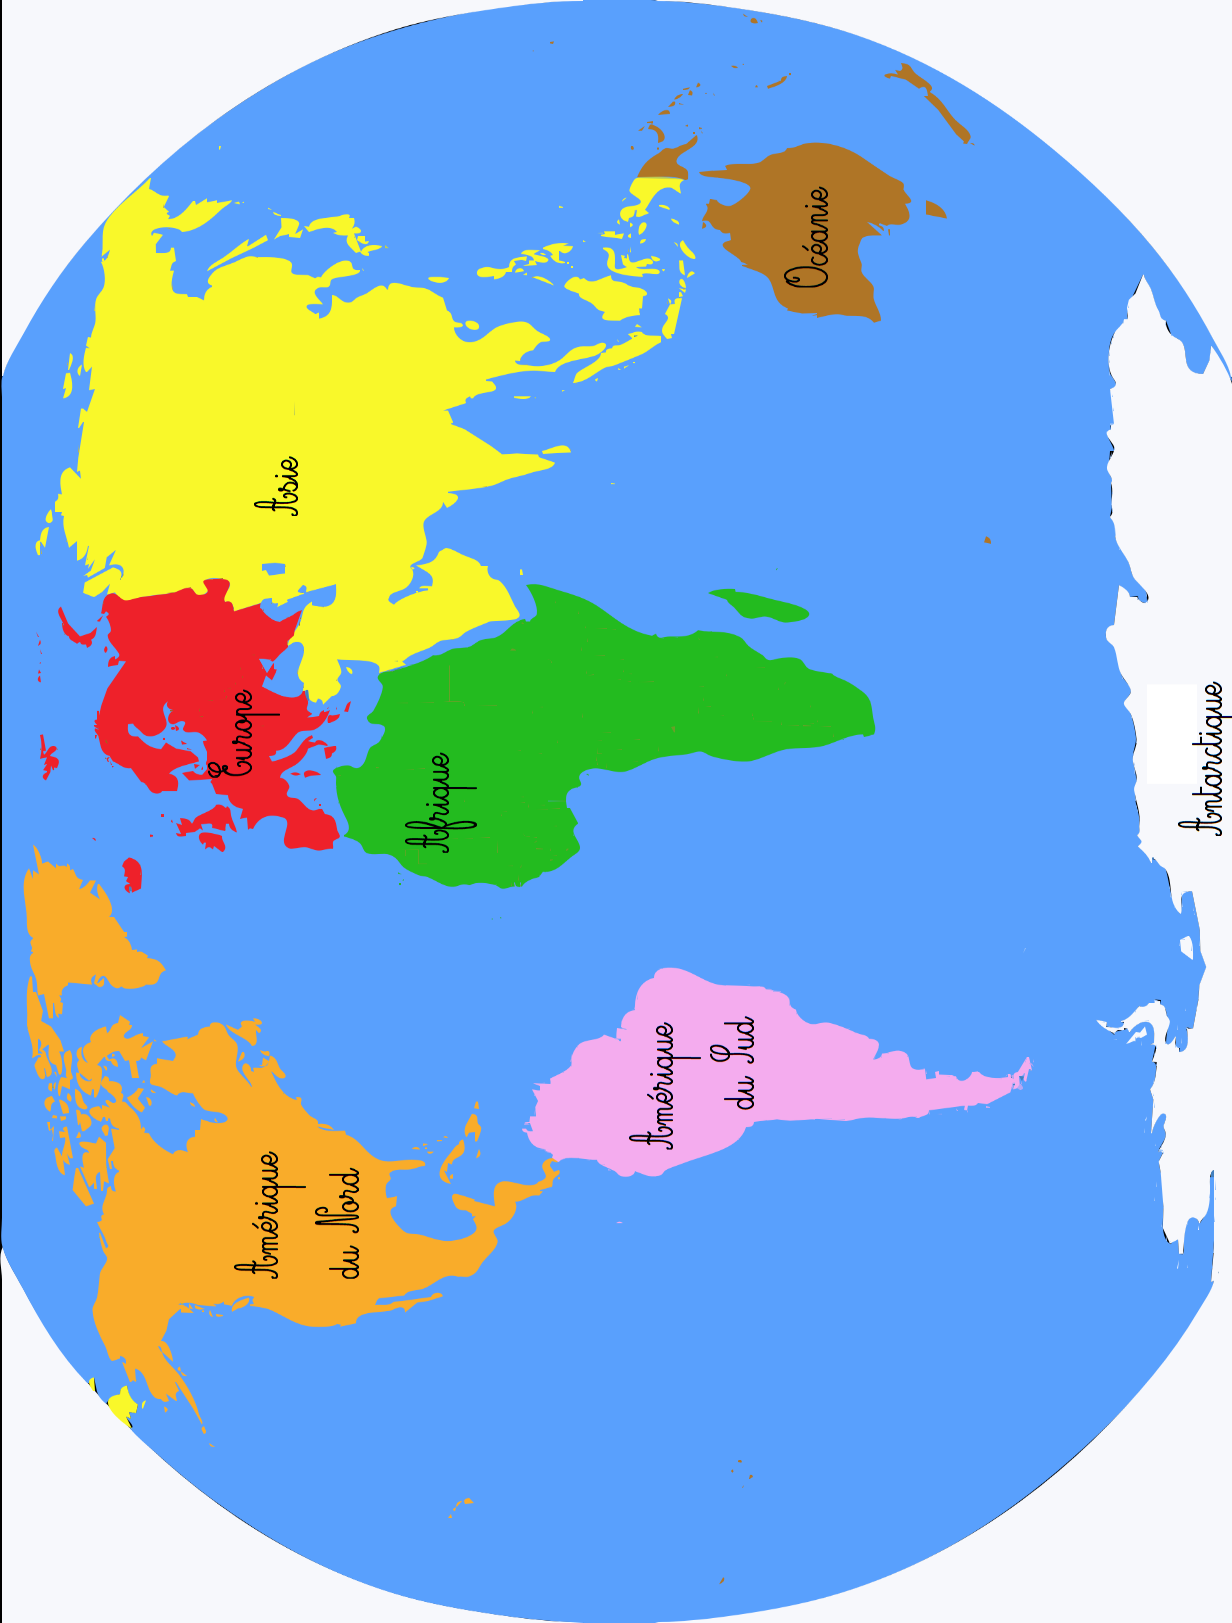 Amérique
du Nord
Europe
Asie
Afrique
Amérique
du Sud
Océanie
Antarctique